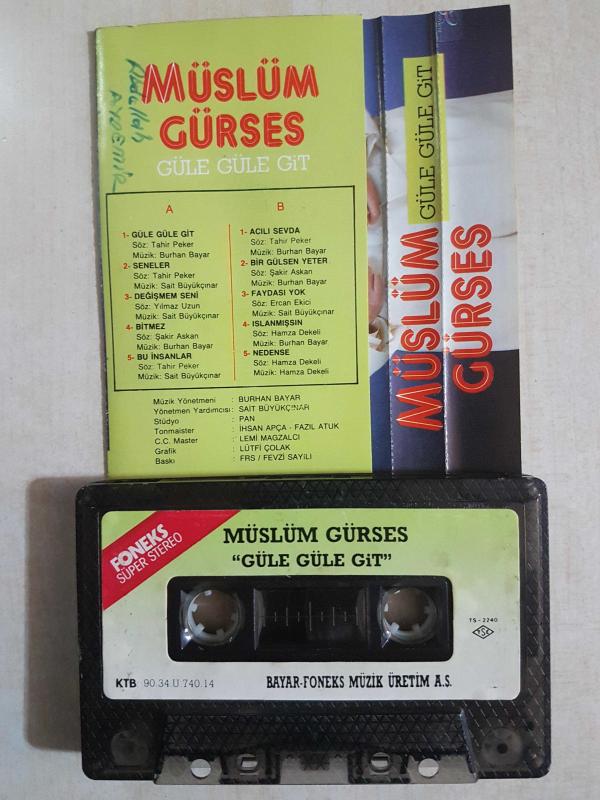 Abdullah
AYDEMİR
MÜSLÜM
GÜRSES
GÜLE GÜLE GiT
A
1- GÜLE GÜLE GİT
Söz: Tahir Peker
Müzik: Burhan Bayar
2- SENELER
Söz: Tahir Peker
Müzik: Sait Büyükçınar
3- DEĞİŞMEM SENİ
Söz: Yılmaz Uzun
Müzik: Sait Büyükçınar
4- BİTMEZ
Söz: Şakir Askan
Müzik: Burhan Bayar
5- BU İNSANLAR
Söz: Tahir Peker
Müzik: Sait Büyükçınar
B
1- ACILI SEVDA
Söz: Tahir Peker
Müzik: Burhan Bayar
2- BİR GÜLSEN YETER
Söz: Şakir Askan
Müzik: Burhan Bayar
3- FAYDASI YOK
Söz: Ercan Ekici
Müzik: Sait Büyükçınar
4- ISLANMIŞSIN
Söz: Hamza Dekeli
Müzik: Burhan Bayar
5- NEDENSE
Söz: Hamza Dekeli
Müzik: Hamza Dekeli
Müzik Yönetmeni : BURHAN BAYAR
Yönetmen Yardımcısı : SAİT BÜYÜKÇINAR
Stüdyo : PAN
Tonmaister : İHSAN APÇA - FAZIL ATUK
C.C. Master : LEMİ MAGZALCI
Grafik : LÜTFİ ÇOLAK
Baskı : FRS / FEVZİ SAYILI
MÜSLÜM GÜLE GÜLE GiT
GÜRSES
FONEKS
SÜPER STEREO
MÜSLÜM GÜRSES
"GÜLE GÜLE GiT"
TS-2240
TSE
KTB 90.34.U.740.14
BAYAR-FONEKS MÜZİK ÜRETİM A.Ş.